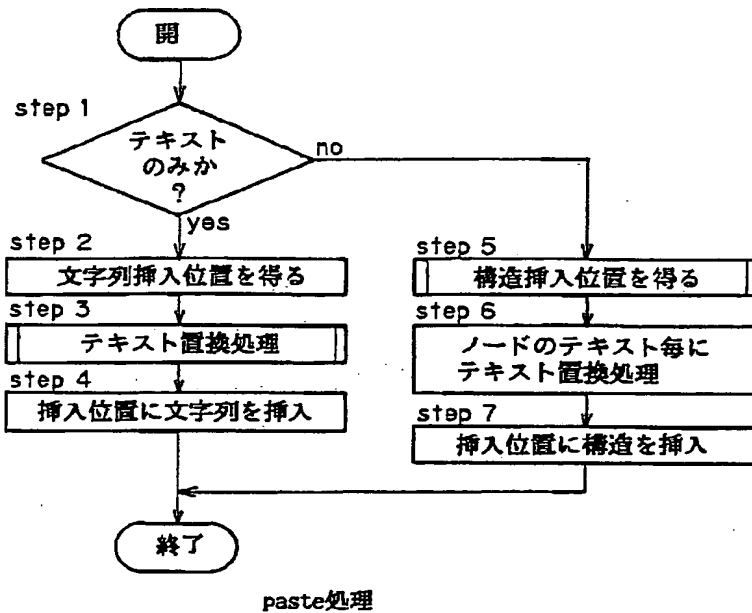 開
step 1
テキスト
のみか
?
no
yes
step 2
文字列挿入位置を得る
step 3
テキスト置換処理
step 4
挿入位置に文字列を挿入
step 5
構造挿入位置を得る
step 6
ノードのテキスト毎に
テキスト置換処理
step 7
挿入位置に構造を挿入
終了
paste処理